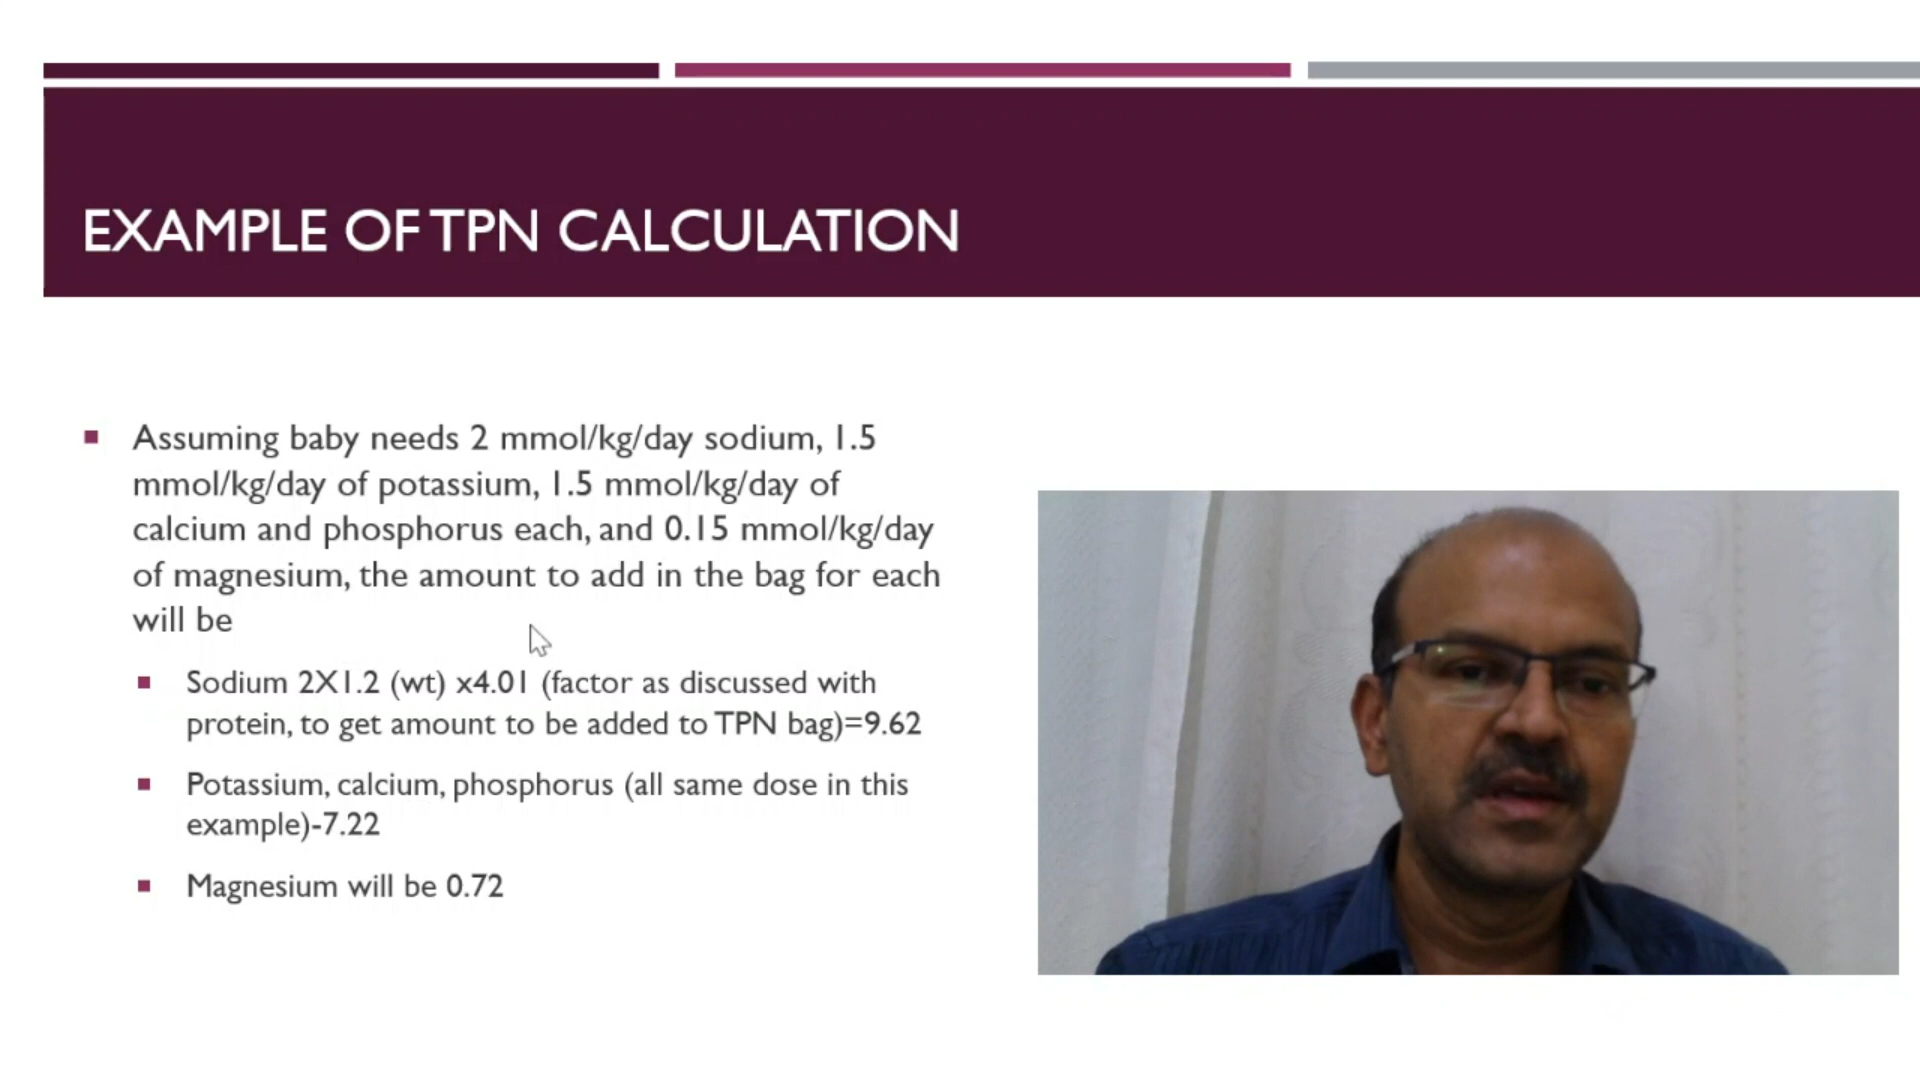 EXAMPLE OF TPN CALCULATION
Assuming baby needs 2 mmol/kg/day sodium, 1.5
mmol/kg/day of potassium, 1.5 mmol/kg/day of
calcium and phosphorus each, and 0.15 mmol/kg/day
of magnesium, the amount to add in the bag for each
will be
Sodium 2X1.2 (wt) x4.01 (factor as discussed with
protein, to get amount to be added to TPN bag)=9.62
Potassium, calcium, phosphorus (all same dose in this
example)-7.22
Magnesium will be 0.72